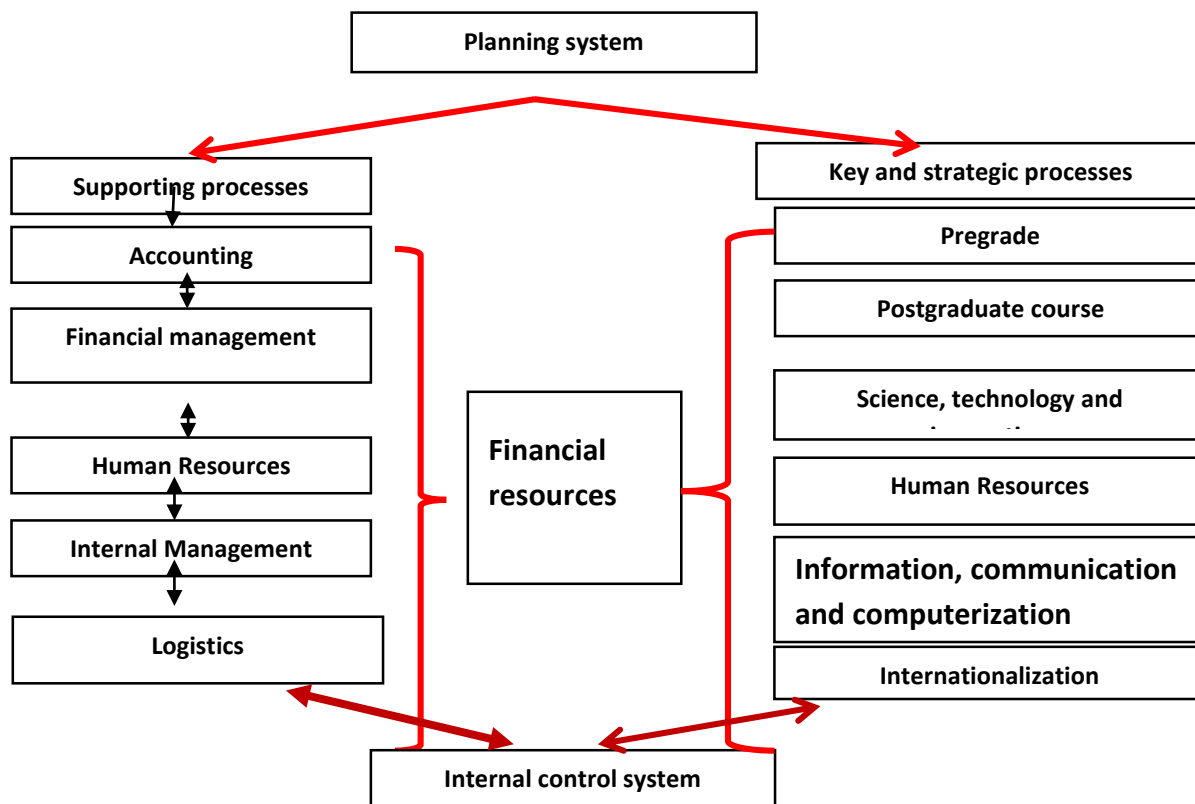 Planning system
Supporting processes
Accounting
Financial management
Human Resources
Internal Management
Logistics
Financial
resources
Key and strategic processes
Pregrade
Postgraduate course
Science, technology and
Human Resources
Information, communication
and computerization
Internationalization
Internal control system